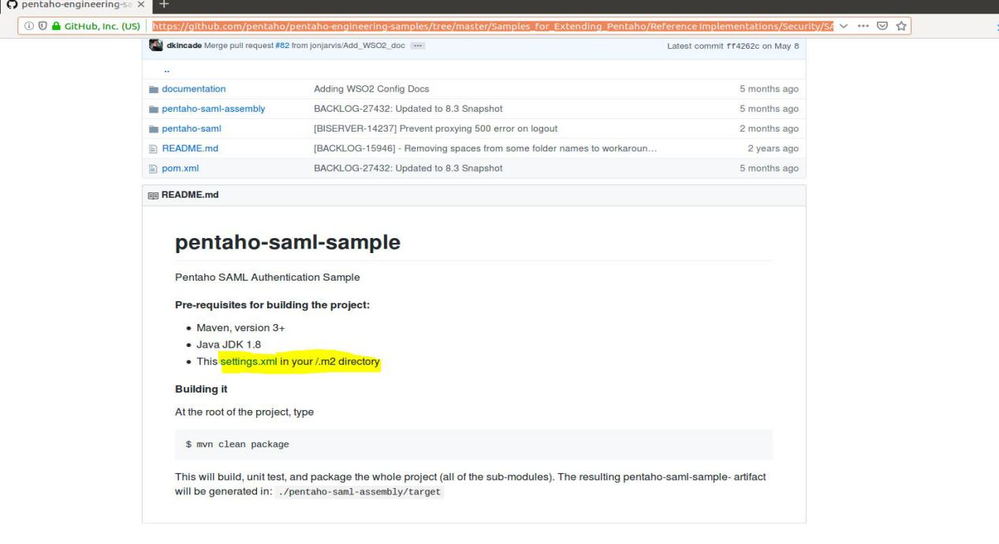 pentaho-engineering-sa
GitHub, Inc. (US) https://github.com/pentaho/pentaho-engineering-samples/tree/master/Samples_for_Extending_Pentaho/Reference Implementations/Security/SA
dkincade Merge pull request #82 from jonjarvis/Add_WSO2_doc ... Latest commit ff4262c on May 8
..
documentation Adding WSO2 Config Docs 5 months ago
pentaho-saml-assembly BACKLOG-27432: Updated to 8.3 Snapshot 5 months ago
pentaho-saml [BISERVER-14237] Prevent proxying 500 error on logout 2 months ago
README.md [BACKLOG-15946] - Removing spaces from some folder names to workaroun… 2 years ago
pom.xml BACKLOG-27432: Updated to 8.3 Snapshot 5 months ago
README.md
pentaho-saml-sample
Pentaho SAML Authentication Sample
Pre-requisites for building the project:
• Maven, version 3+
• Java JDK 1.8
• This settings.xml in your /.m2 directory
Building it
At the root of the project, type
$ mvn clean package
This will build, unit test, and package the whole project (all of the sub-modules). The resulting pentaho-saml-sample- artifact
will be generated in: ./pentaho-saml-assembly/target